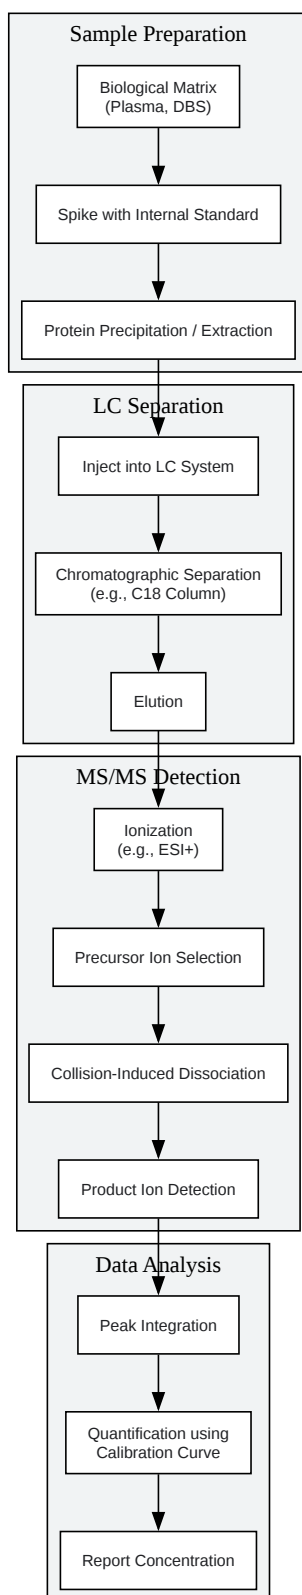 Sample Preparation
Biological Matrix
(Plasma, DBS)
Spike with Internal Standard
Protein Precipitation / Extraction
LC Separation
Inject into LC System
Chromatographic Separation
(e.g., C18 Column)
Elution
MS/MS Detection
Ionization
(e.g., ESI+)
Precursor Ion Selection
Collision-Induced Dissociation
Product Ion Detection
Data Analysis
Peak Integration
Quantification using
Calibration Curve
Report Concentration